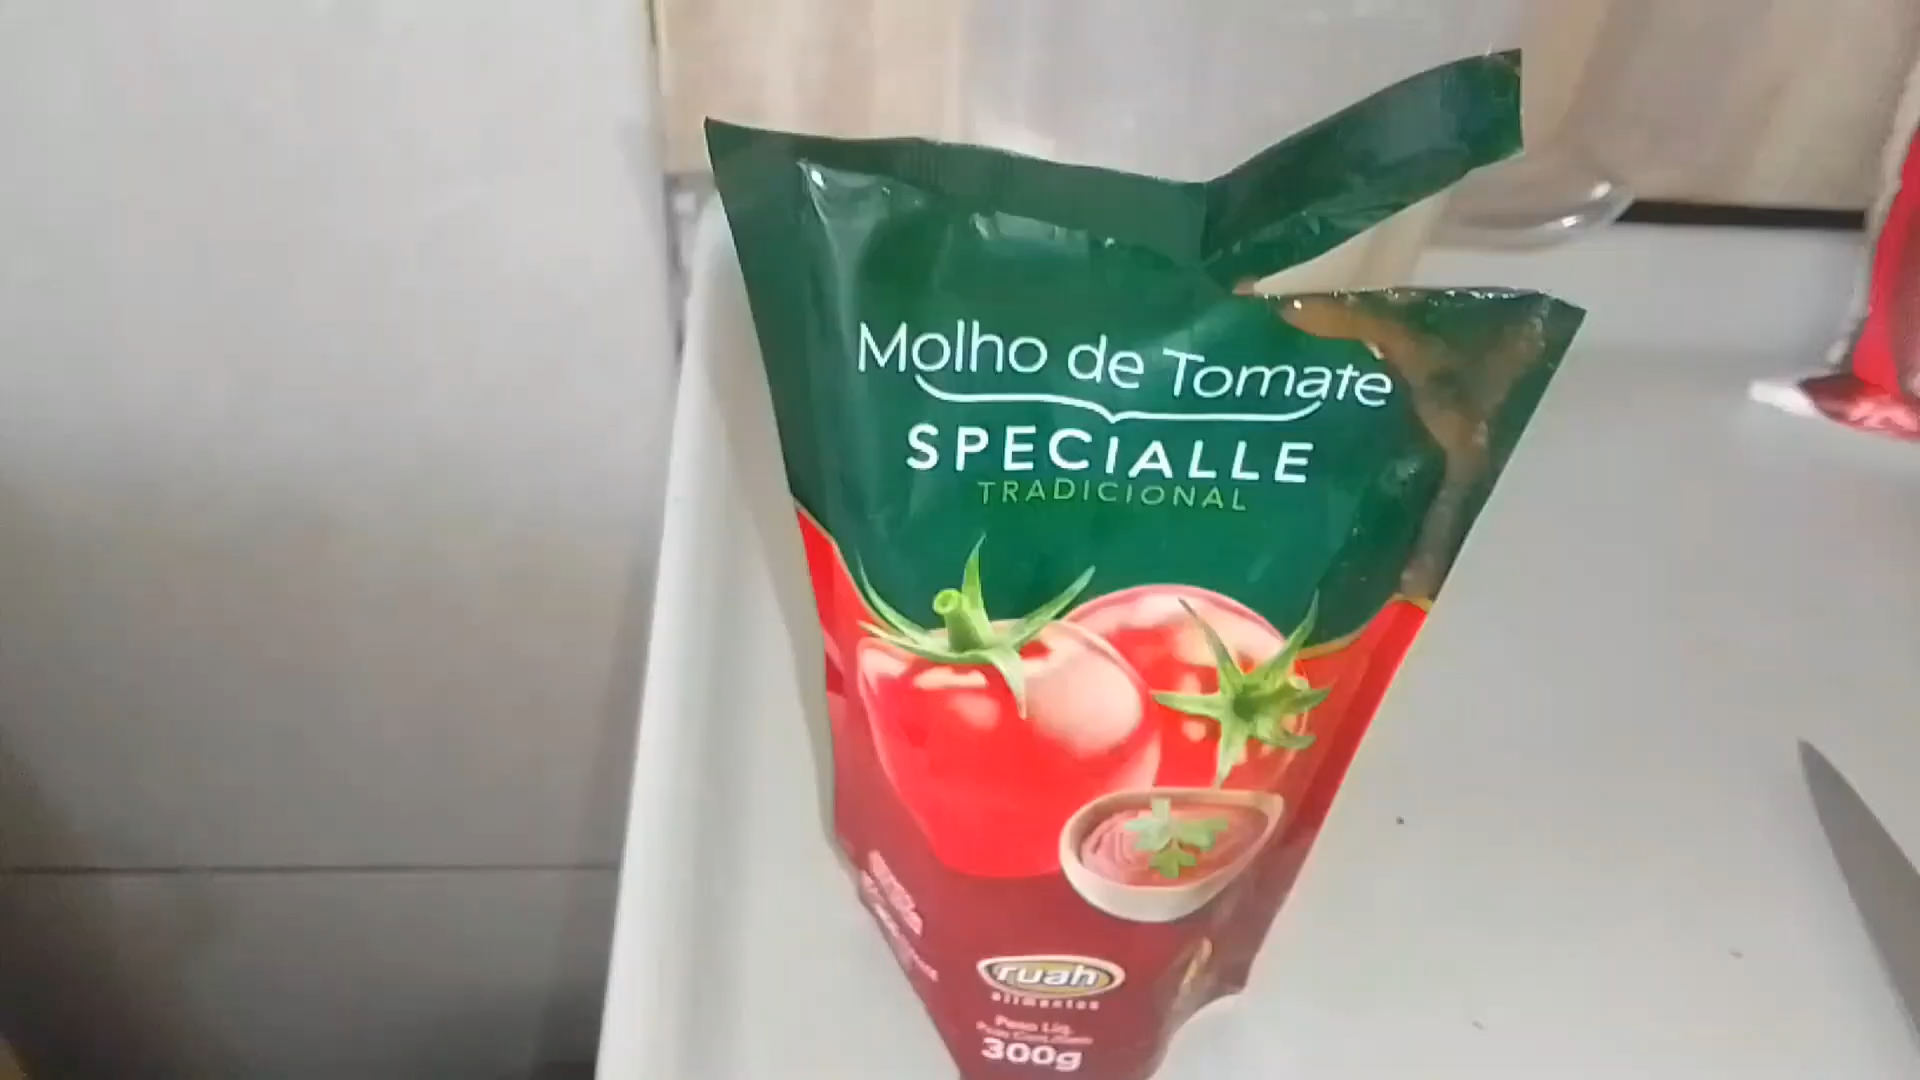 Molho de Tomate
SPECIALLE
TRADICIONAL
ruah
alimentos
Peso Líq.
300g